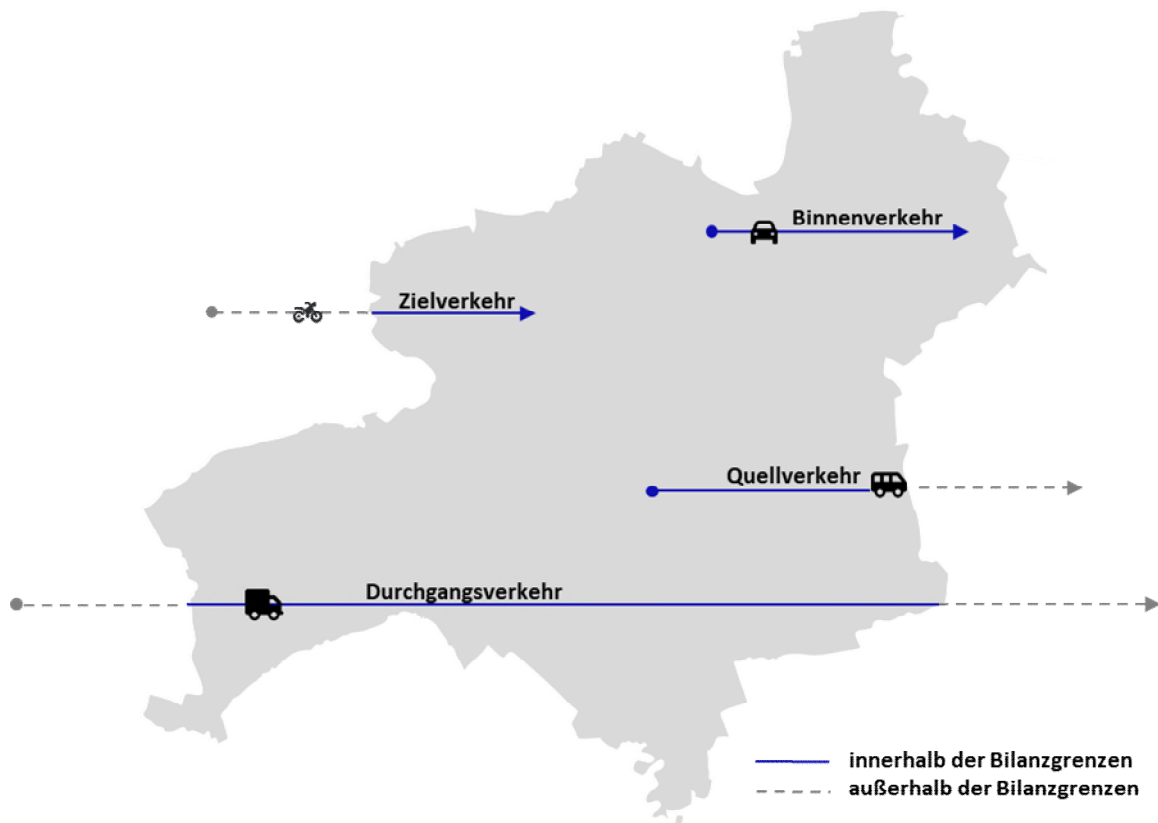 Binnenverkehr
Zielverkehr
Quellverkehr
Durchgangsverkehr
innerhalb der Bilanzgrenzen
außerhalb der Bilanzgrenzen